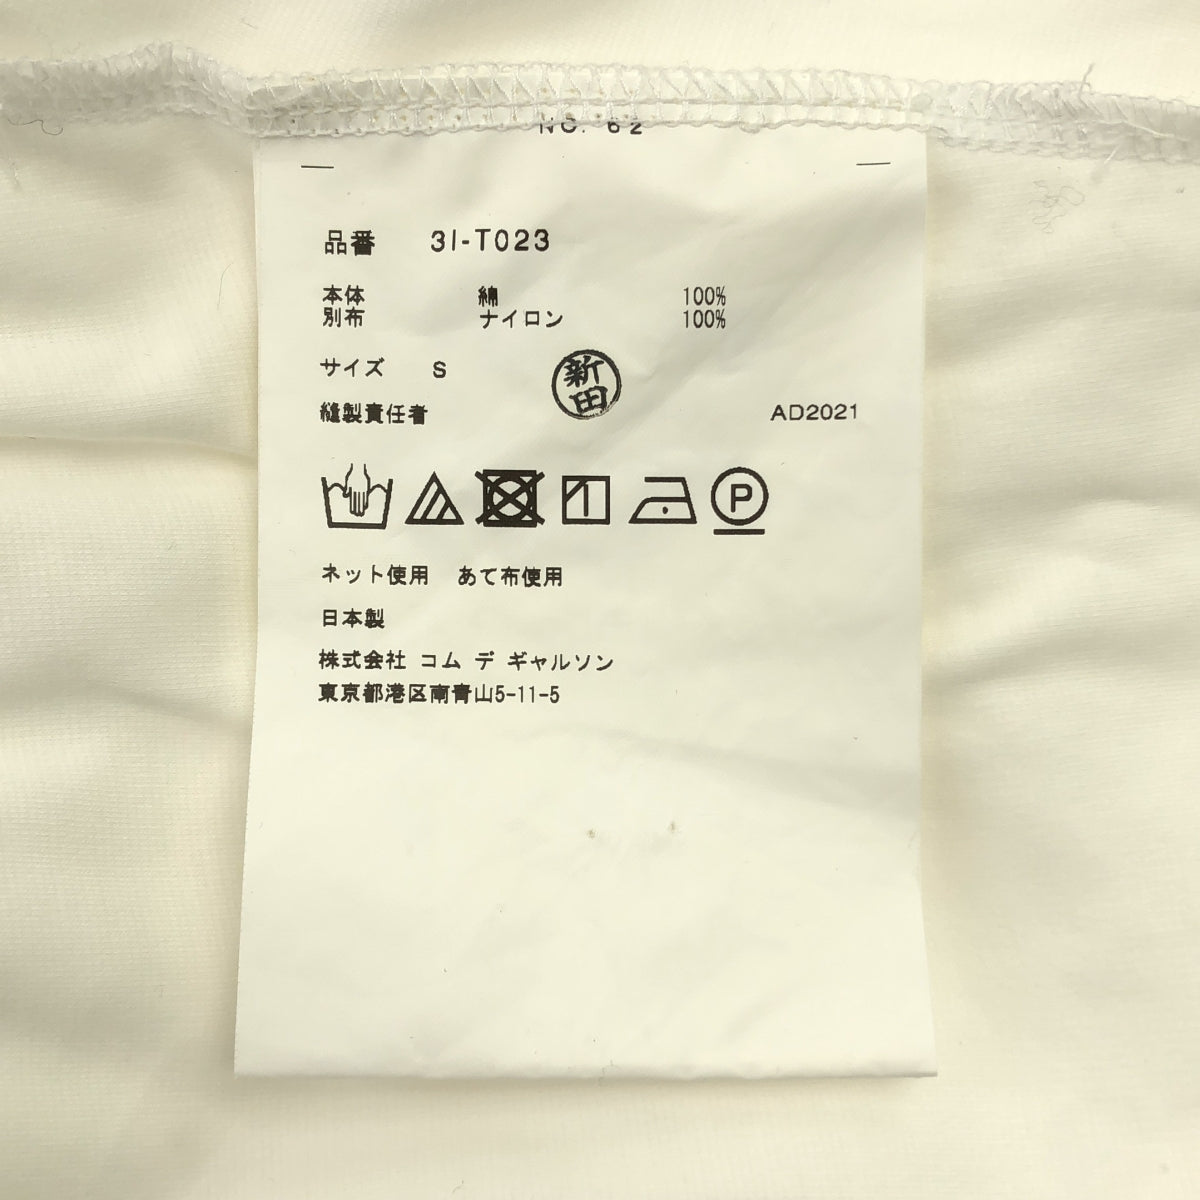 NO. 62
品番 3I-T023
本体 綿 100%
別布 ナイロン 100%
サイズ S
新田
縫製責任者 AD2021
P
ネット使用 あて布使用
日本製
株式会社 コム デ ギャルソン
東京都港区南青山5-11-5